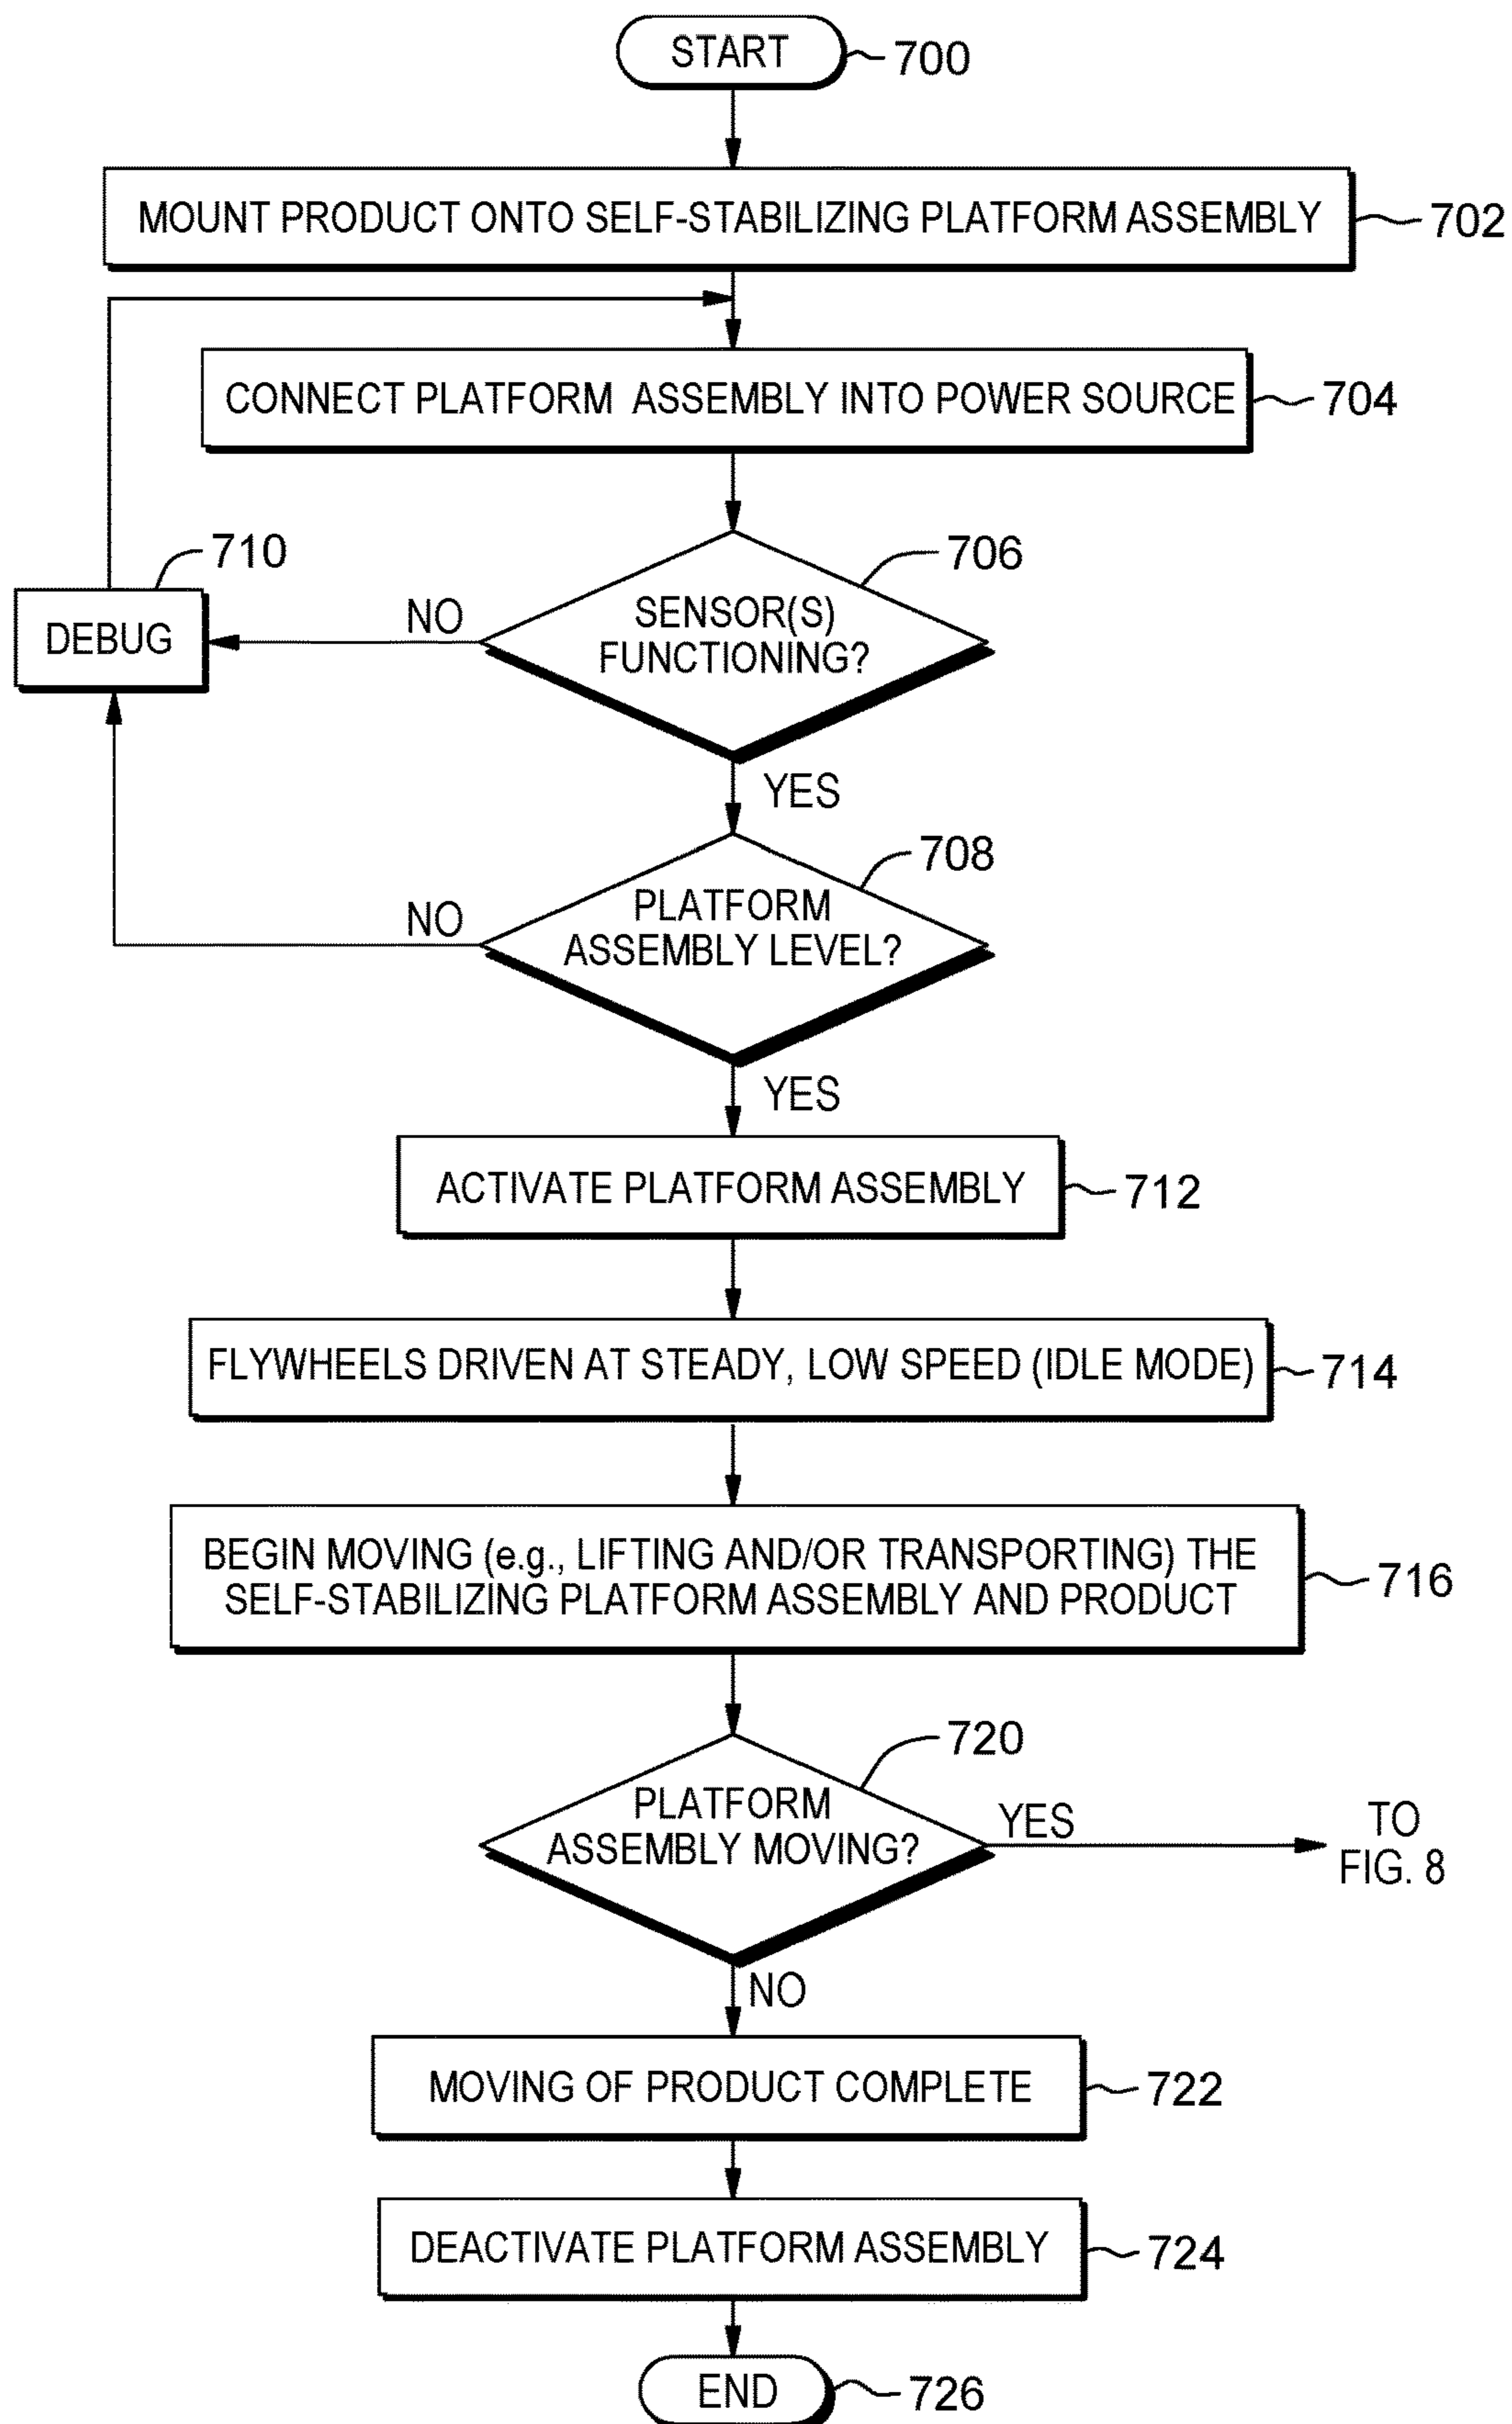 START
700
MOUNT PRODUCT ONTO SELF-STABILIZING PLATFORM ASSEMBLY
702
CONNECT PLATFORM ASSEMBLY INTO POWER SOURCE
704
710
DEBUG
706
NO
SENSOR(S)
FUNCTIONING?
YES
708
NO
PLATFORM
ASSEMBLY LEVEL?
YES
ACTIVATE PLATFORM ASSEMBLY
712
FLYWHEELS DRIVEN AT STEADY, LOW SPEED (IDLE MODE)
714
BEGIN MOVING (e.g., LIFTING AND/OR TRANSPORTING) THE
SELF-STABILIZING PLATFORM ASSEMBLY AND PRODUCT
716
720
PLATFORM
ASSEMBLY MOVING?
YES
TO
FIG. 8
NO
MOVING OF PRODUCT COMPLETE
722
DEACTIVATE PLATFORM ASSEMBLY
724
END
726